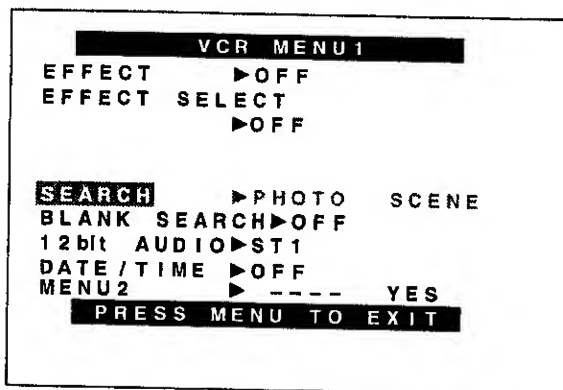 VCR MENU1
EFFECT ▶OFF
EFFECT SELECT
▶OFF
SEARCH ▶PHOTO SCENE
BLANK SEARCH▶OFF
12bit AUDIO▶ST1
DATE/TIME ▶OFF
MENU2 ▶ ---- YES
PRESS MENU TO EXIT